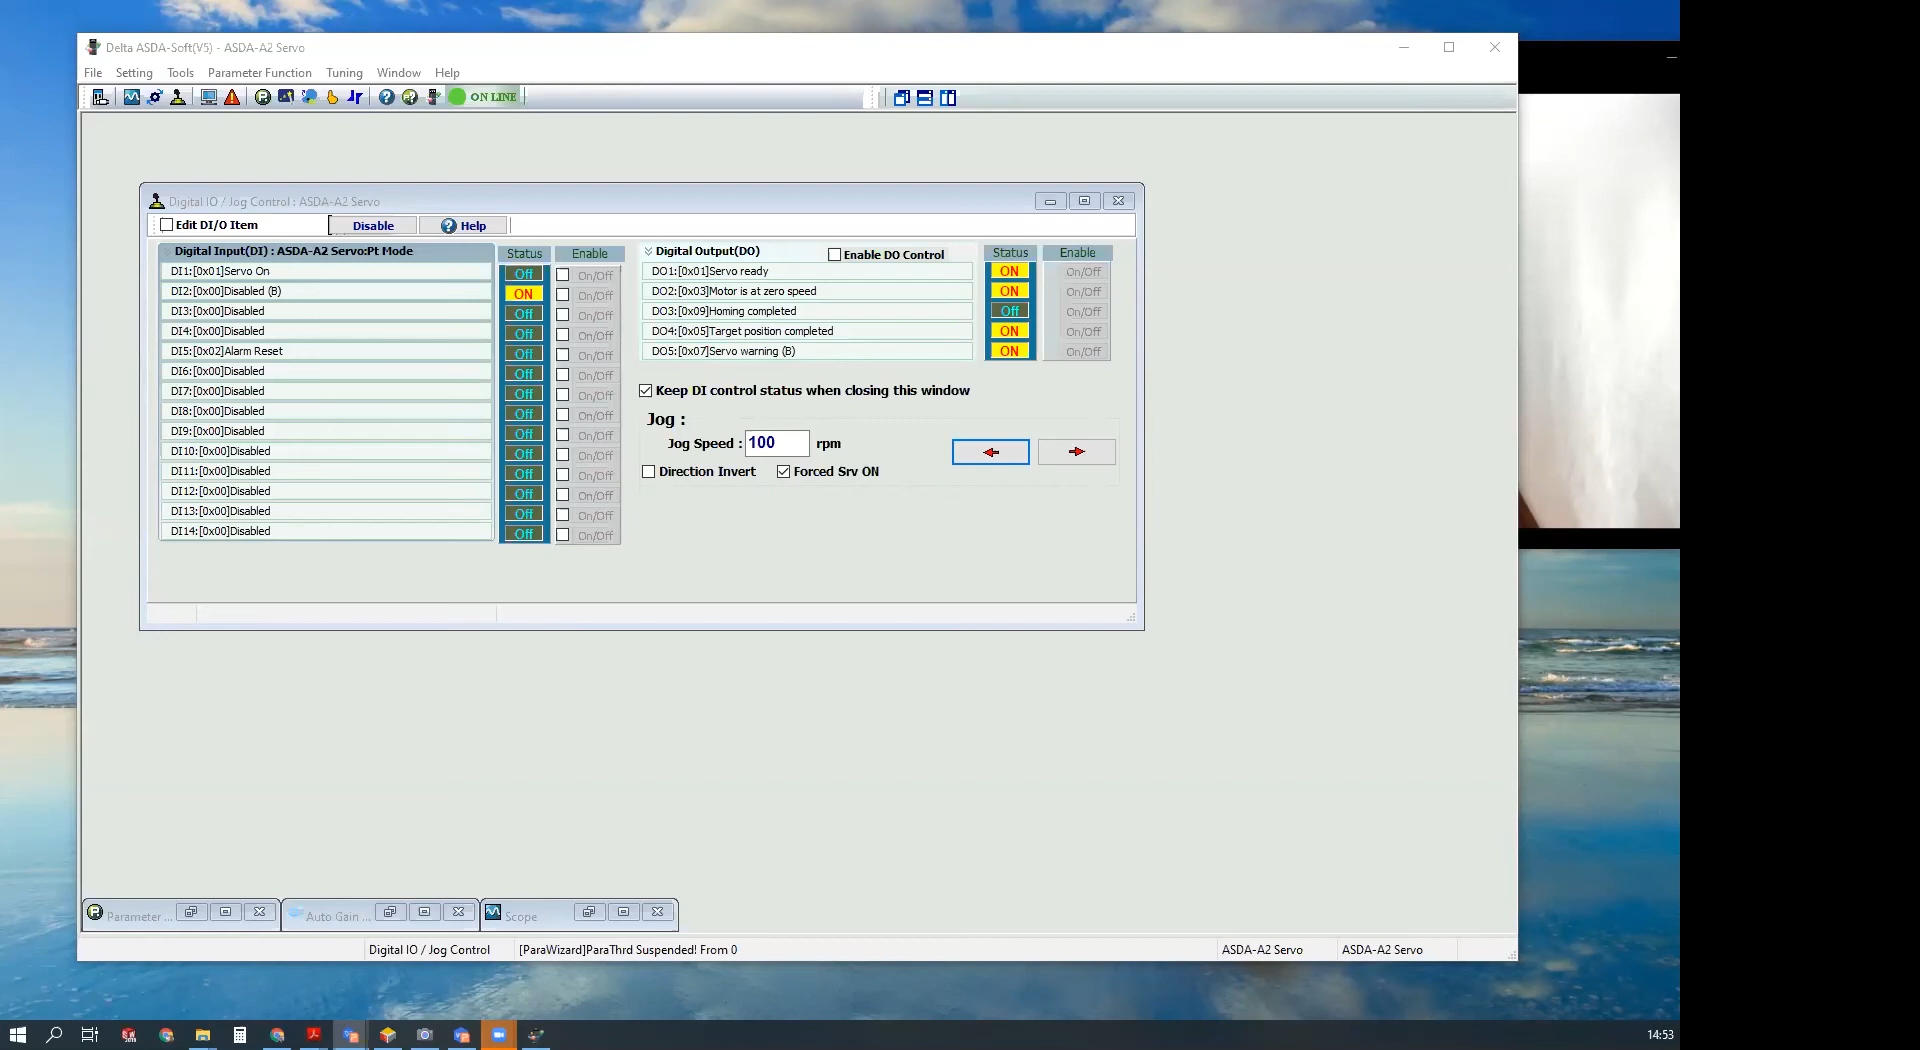 Delta ASDA-Soft(V5) - ASDA-A2 Servo
File Setting Tools Parameter Function Tuning Window Help
ON LINE
Digital IO / Jog Control : ASDA-A2 Servo
Edit DI/O Item Disable Help
Digital Input(DI) : ASDA-A2 Servo:Pt Mode Status Enable
DI1:[0x01]Servo On Off On/Off
DI2:[0x00]Disabled (B) ON On/Off
DI3:[0x00]Disabled Off On/Off
DI4:[0x00]Disabled Off On/Off
DI5:[0x02]Alarm Reset Off On/Off
DI6:[0x00]Disabled Off On/Off
DI7:[0x00]Disabled Off On/Off
DI8:[0x00]Disabled Off On/Off
DI9:[0x00]Disabled Off On/Off
DI10:[0x00]Disabled Off On/Off
DI11:[0x00]Disabled Off On/Off
DI12:[0x00]Disabled Off On/Off
DI13:[0x00]Disabled Off On/Off
DI14:[0x00]Disabled Off On/Off
Digital Output(DO) Enable DO Control Status Enable
DO1:[0x01]Servo ready ON On/Off
DO2:[0x03]Motor is at zero speed ON On/Off
DO3:[0x09]Homing completed Off On/Off
DO4:[0x05]Target position completed ON On/Off
DO5:[0x07]Servo warning (B) ON On/Off
Keep DI control status when closing this window
Jog :
Jog Speed : 100 rpm
Direction Invert Forced Srv ON
Parameter ... Auto Gain ... Scope
Digital IO / Jog Control [ParaWizard]ParaThrd Suspended! From 0 ASDA-A2 Servo ASDA-A2 Servo
14:53